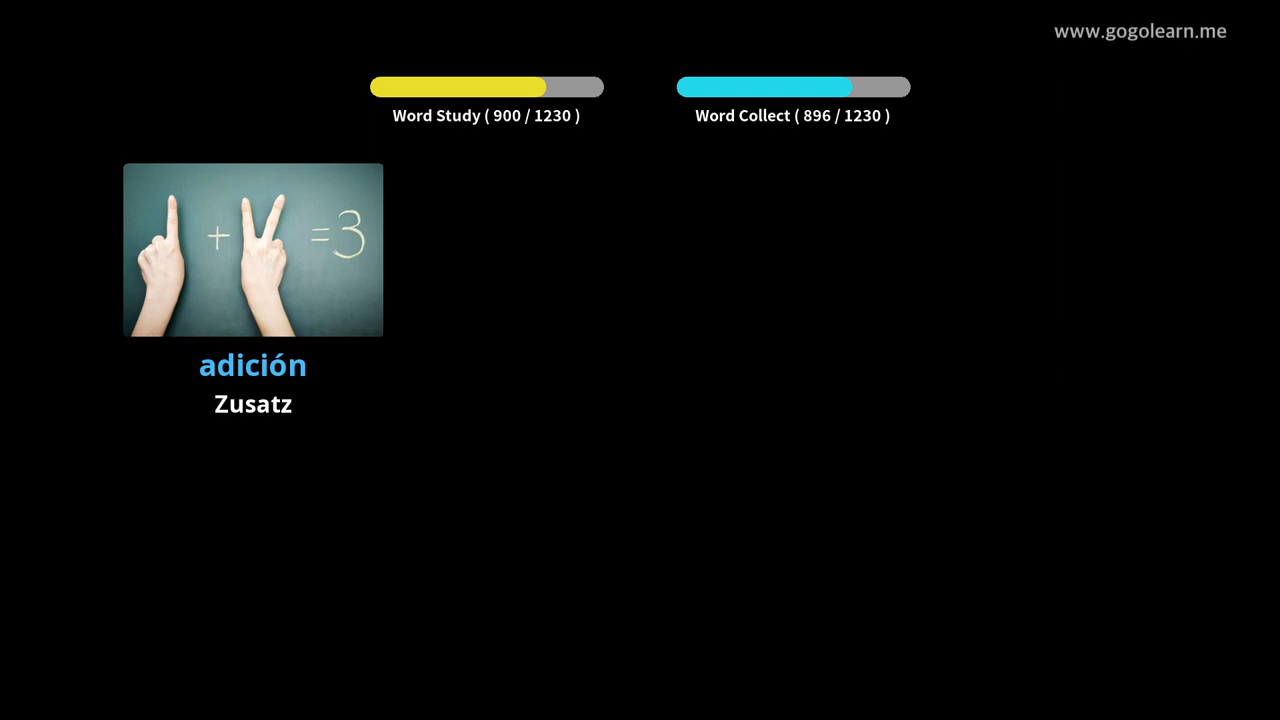 www.gogolearn.me
Word Study ( 900 / 1230 )
Word Collect ( 896 / 1230 )
+ =3
adición
Zusatz